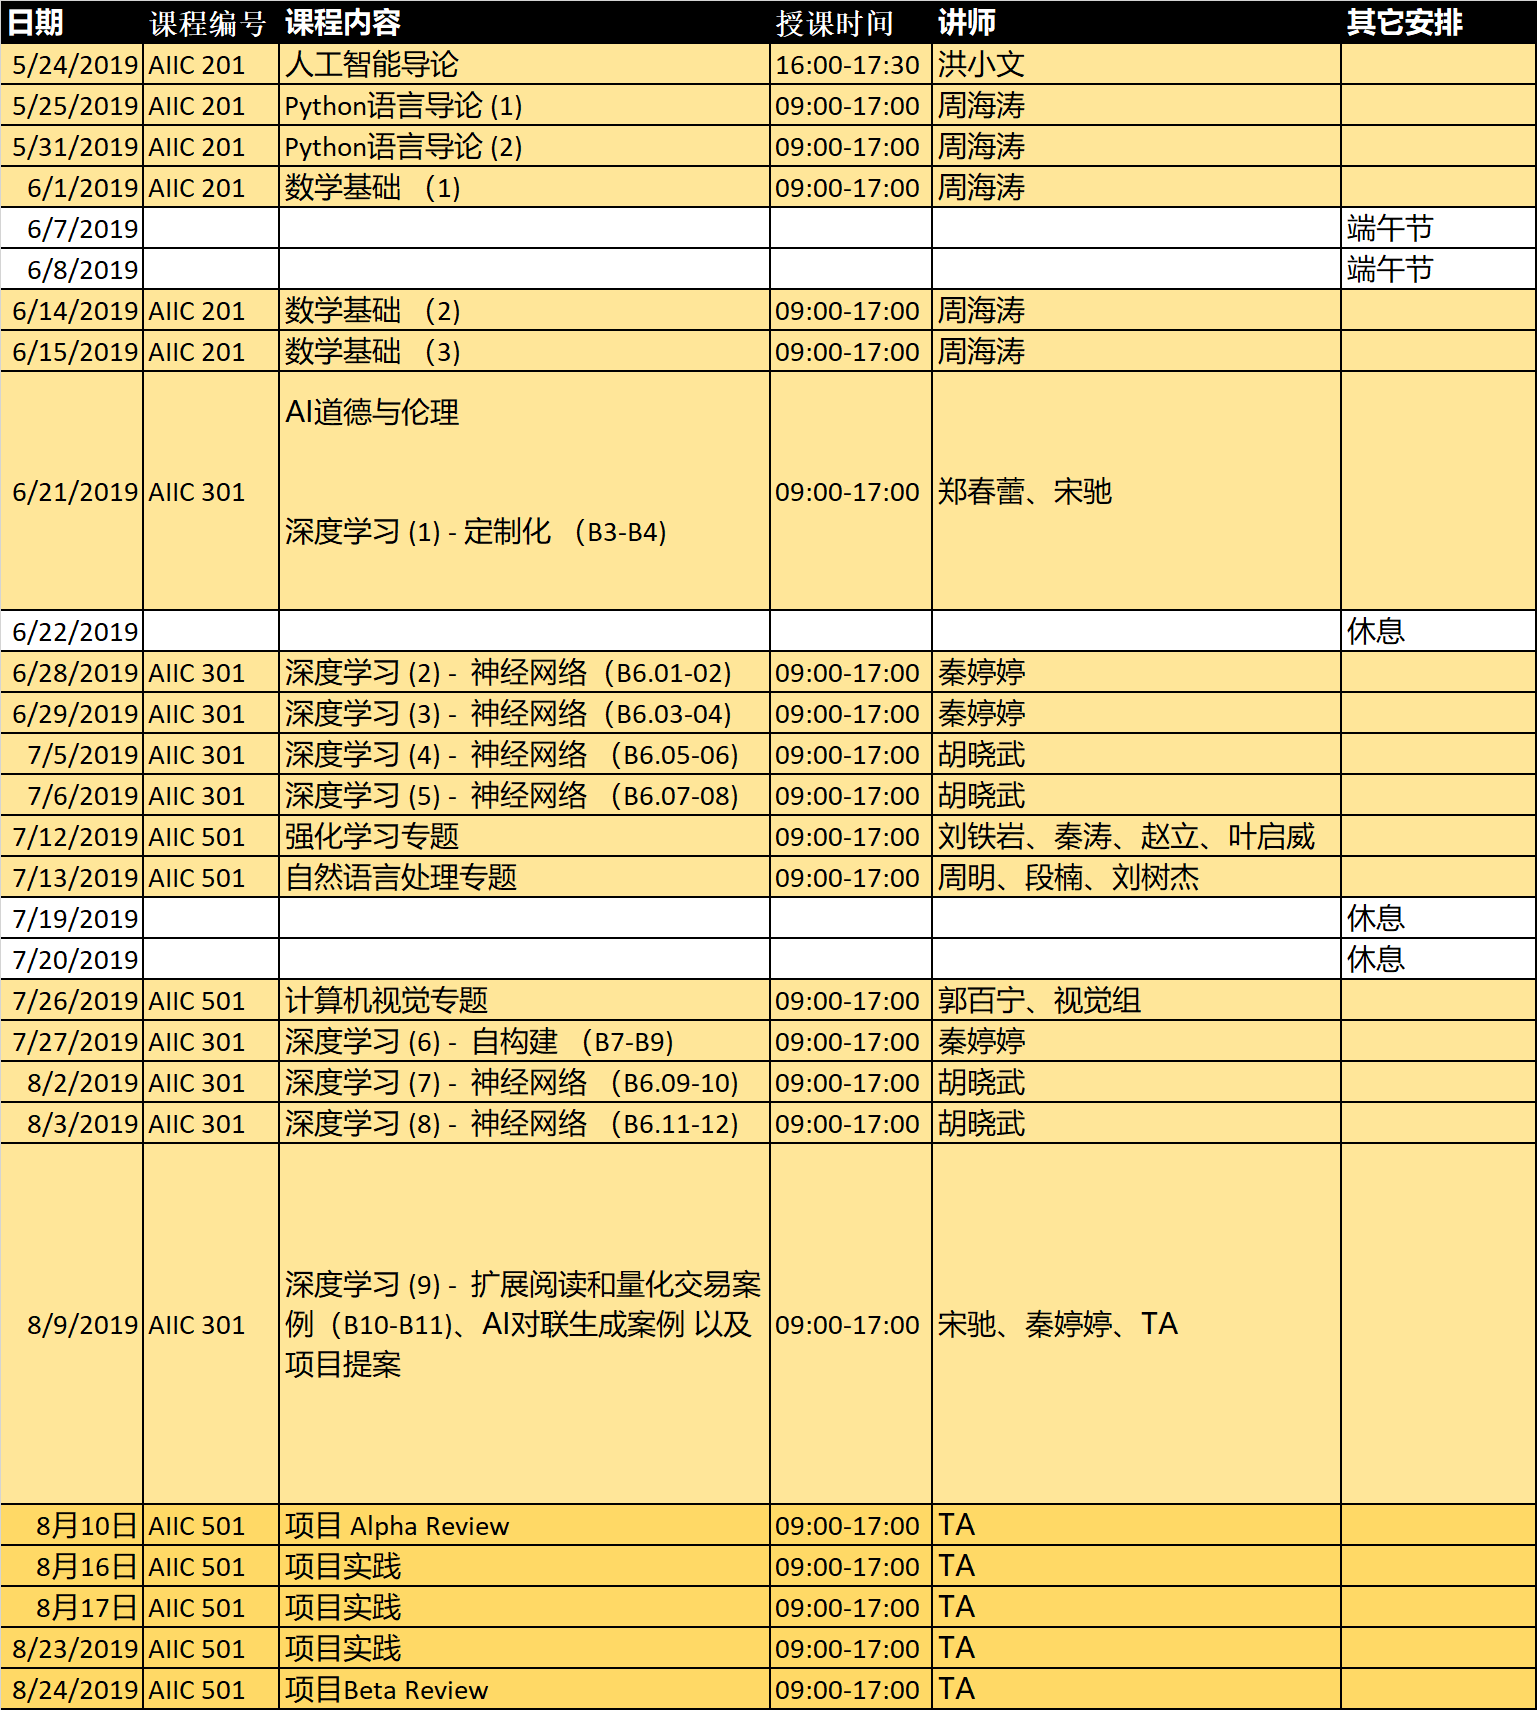 日期 课程编号 课程内容 授课时间 讲师 其它安排
5/24/2019 AIIC 201 人工智能导论 16:00-17:30 洪小文
5/25/2019 AIIC 201 Python语言导论 (1) 09:00-17:00 周海涛
5/31/2019 AIIC 201 Python语言导论 (2) 09:00-17:00 周海涛
6/1/2019 AIIC 201 数学基础 （1) 09:00-17:00 周海涛
6/7/2019 端午节
6/8/2019 端午节
6/14/2019 AIIC 201 数学基础 （2) 09:00-17:00 周海涛
6/15/2019 AIIC 201 数学基础 （3) 09:00-17:00 周海涛
AI道德与伦理
6/21/2019 AIIC 301 09:00-17:00 郑春蕾、宋驰
深度学习 (1) - 定制化 （B3-B4)
6/22/2019 休息
6/28/2019 AIIC 301 深度学习 (2) - 神经网络（B6.01-02) 09:00-17:00 秦婷婷
6/29/2019 AIIC 301 深度学习 (3) - 神经网络（B6.03-04) 09:00-17:00 秦婷婷
7/5/2019 AIIC 301 深度学习 (4) - 神经网络 （B6.05-06) 09:00-17:00 胡晓武
7/6/2019 AIIC 301 深度学习 (5) - 神经网络 （B6.07-08) 09:00-17:00 胡晓武
7/12/2019 AIIC 501 强化学习专题 09:00-17:00 刘铁岩、秦涛、赵立、叶启威
7/13/2019 AIIC 501 自然语言处理专题 09:00-17:00 周明、段楠、刘树杰
7/19/2019 休息
7/20/2019 休息
7/26/2019 AIIC 501 计算机视觉专题 09:00-17:00 郭百宁、视觉组
7/27/2019 AIIC 301 深度学习 (6) - 自构建 （B7-B9) 09:00-17:00 秦婷婷
8/2/2019 AIIC 301 深度学习 (7) - 神经网络 （B6.09-10) 09:00-17:00 胡晓武
8/3/2019 AIIC 301 深度学习 (8) - 神经网络 （B6.11-12) 09:00-17:00 胡晓武
深度学习 (9) - 扩展阅读和量化交易案
8/9/2019 AIIC 301 例（B10-B11)、AI对联生成案例 以及 09:00-17:00 宋驰、秦婷婷、TA
项目提案
8月10日 AIIC 501 项目 Alpha Review 09:00-17:00 TA
8月16日 AIIC 501 项目实践 09:00-17:00 TA
8月17日 AIIC 501 项目实践 09:00-17:00 TA
8/23/2019 AIIC 501 项目实践 09:00-17:00 TA
8/24/2019 AIIC 501 项目Beta Review 09:00-17:00 TA